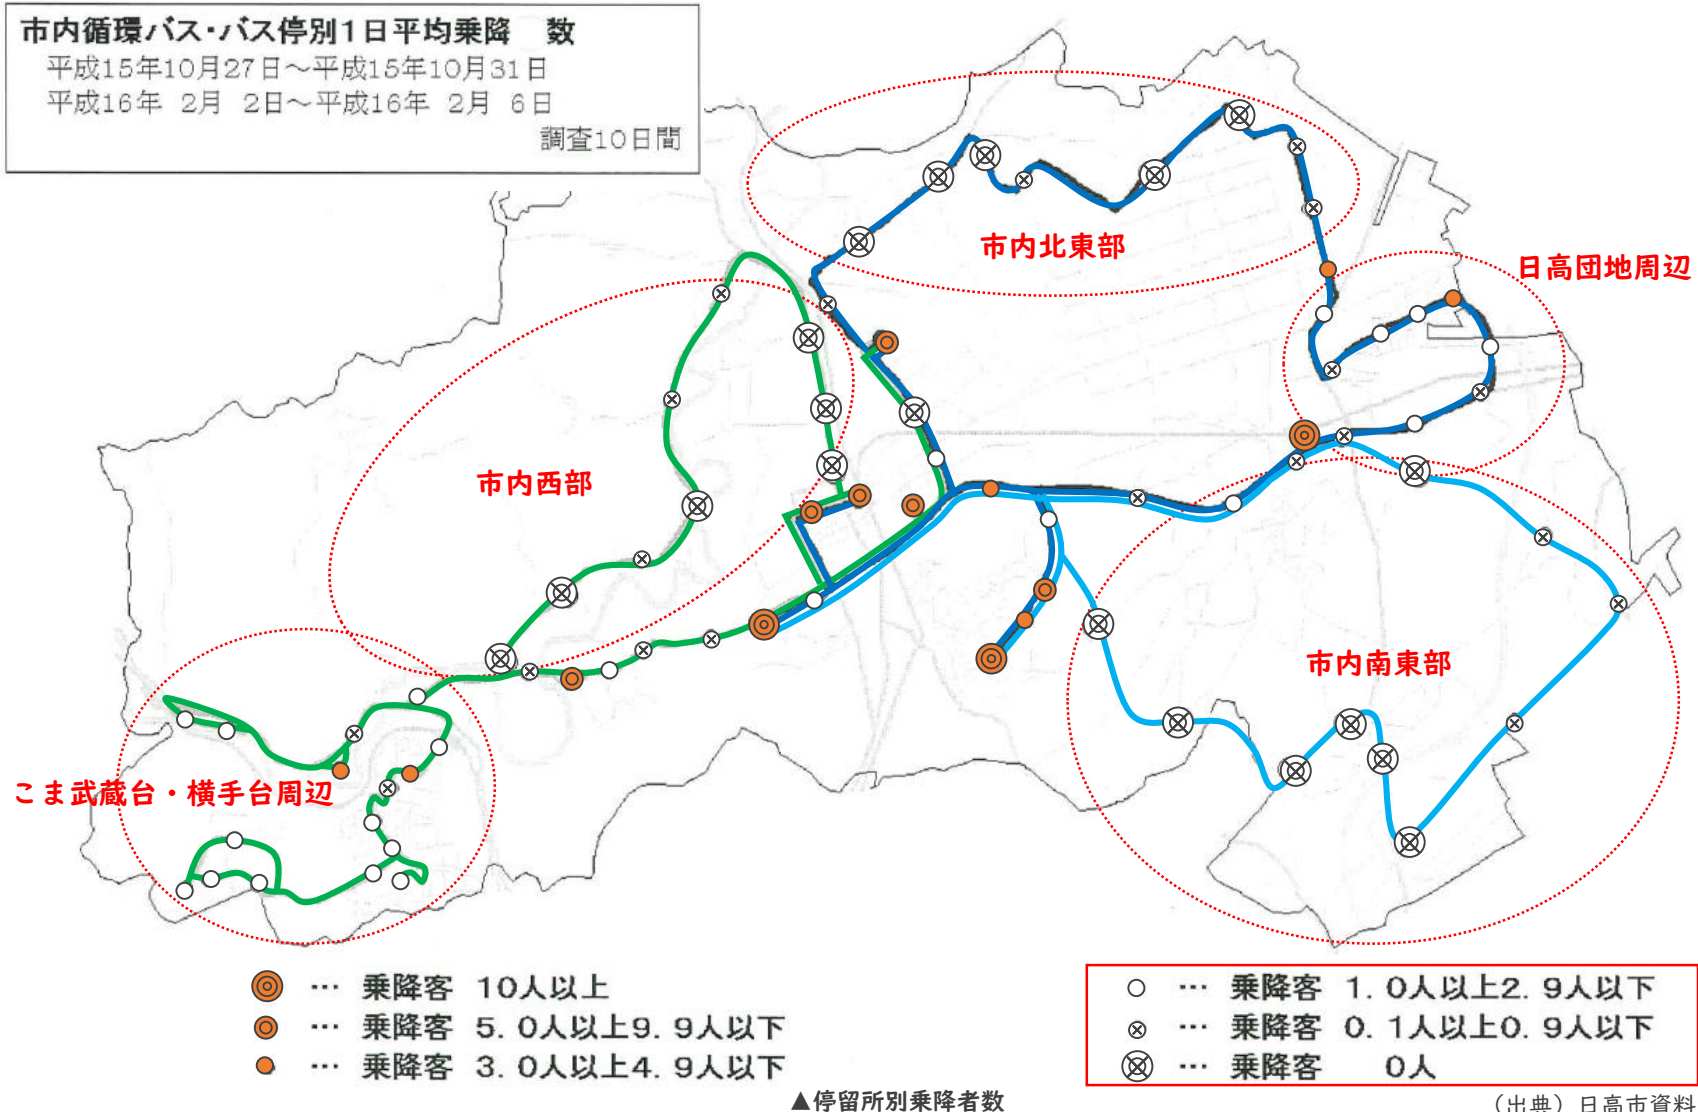 市内循環バス・バス停別1日平均乗降　数
平成15年10月27日～平成15年10月31日
平成16年 2月 2日～平成16年 2月 6日
調査10日間
市内北東部
日高団地周辺
市内西部
市内南東部
こま武蔵台・横手台周辺
… 乗降客 10人以上
… 乗降客 5.0人以上9.9人以下
… 乗降客 3.0人以上4.9人以下
… 乗降客 1.0人以上2.9人以下
… 乗降客 0.1人以上0.9人以下
… 乗降客 0人
▲停留所別乗降者数
（出典）日高市資料